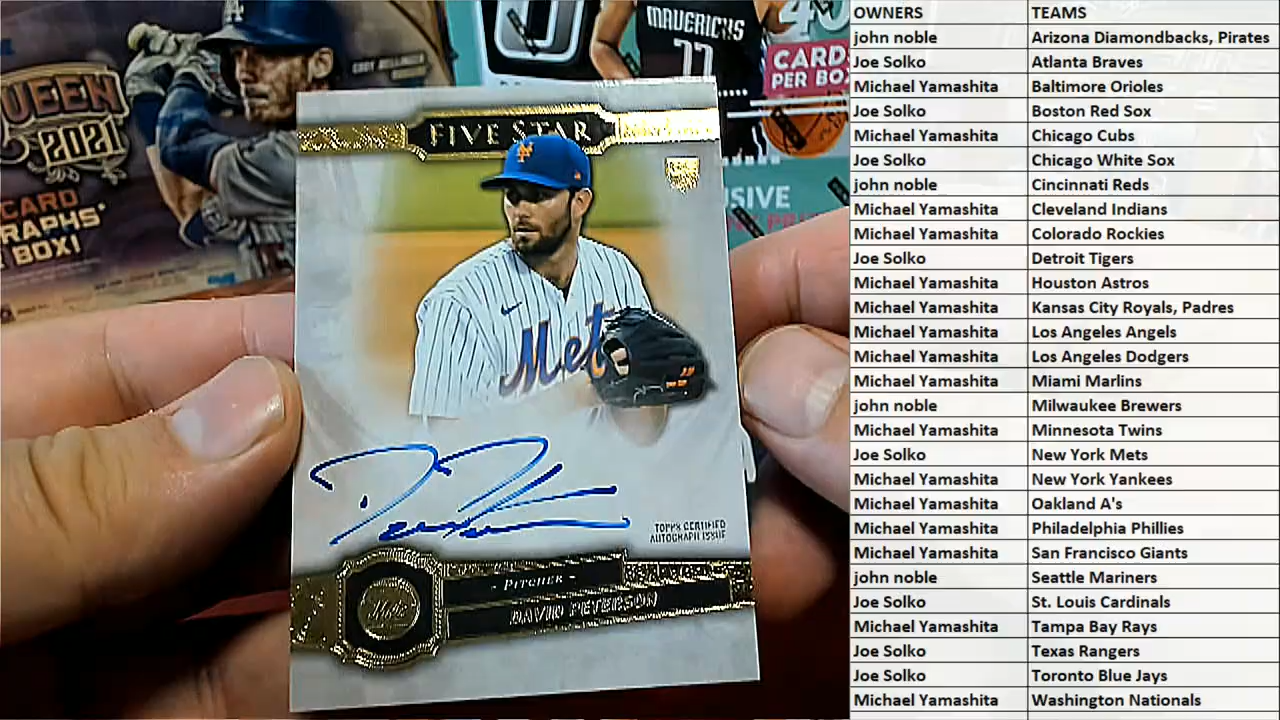 QUEEN
2021
CARD
GRAPHS
BOX!
CODY BELLINGER
MAVERICKS
77
CARDS
PER BOX
FIVE STAR
Mets
TOPPS CERTIFIED
AUTOGRAPH ISSUE
- PITCHER -
DAVID PETERSON
OWNERS TEAMS
john noble Arizona Diamondbacks, Pirates
Joe Solko Atlanta Braves
Michael Yamashita Baltimore Orioles
Joe Solko Boston Red Sox
Michael Yamashita Chicago Cubs
Joe Solko Chicago White Sox
john noble Cincinnati Reds
Michael Yamashita Cleveland Indians
Michael Yamashita Colorado Rockies
Joe Solko Detroit Tigers
Michael Yamashita Houston Astros
Michael Yamashita Kansas City Royals, Padres
Michael Yamashita Los Angeles Angels
Michael Yamashita Los Angeles Dodgers
Michael Yamashita Miami Marlins
john noble Milwaukee Brewers
Michael Yamashita Minnesota Twins
Joe Solko New York Mets
Michael Yamashita New York Yankees
Michael Yamashita Oakland A's
Michael Yamashita Philadelphia Phillies
Michael Yamashita San Francisco Giants
john noble Seattle Mariners
Joe Solko St. Louis Cardinals
Michael Yamashita Tampa Bay Rays
Joe Solko Texas Rangers
Joe Solko Toronto Blue Jays
Michael Yamashita Washington Nationals